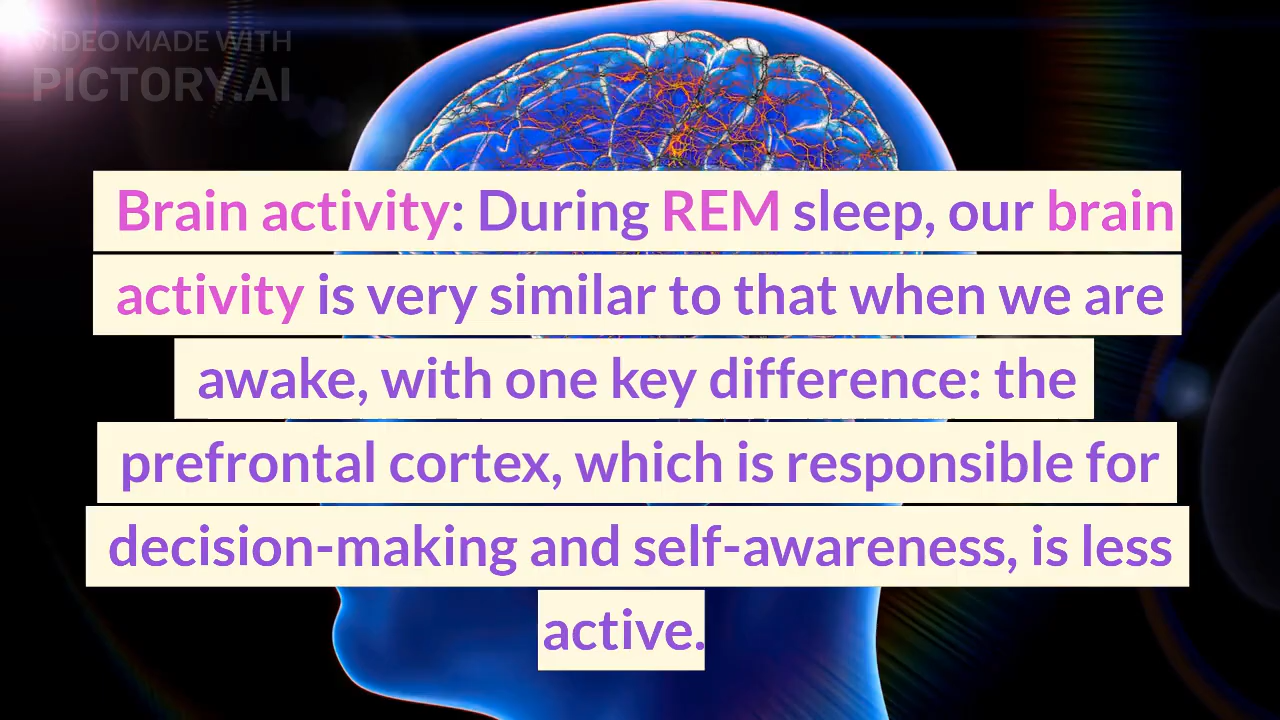 VIDEO MADE WITH
PICTORY.AI
Brain activity: During REM sleep, our brain
activity is very similar to that when we are
awake, with one key difference: the
prefrontal cortex, which is responsible for
decision-making and self-awareness, is less
active.